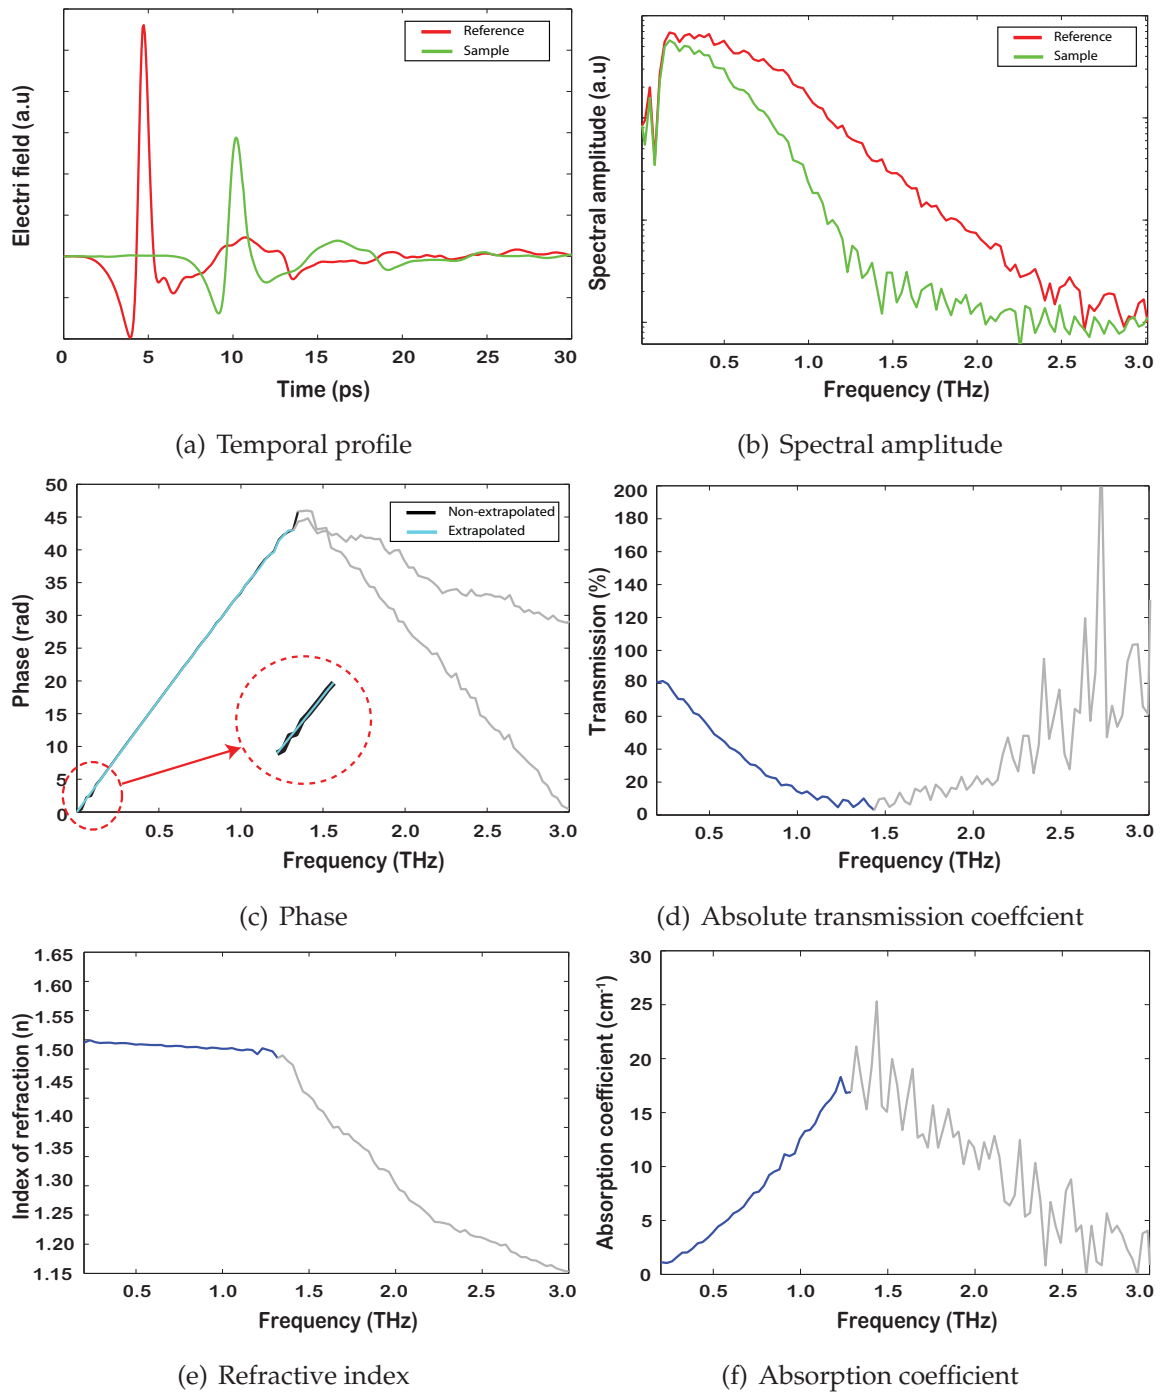 Electri field (a.u)
Reference
Sample
0 5 10 15 20 25 30
Time (ps)
(a) Temporal profile
Spectral amplitude (a.u)
Reference
Sample
0.5 1.0 1.5 2.0 2.5 3.0
Frequency (THz)
(b) Spectral amplitude
Phase (rad)
50
45
40
35
30
25
20
15
10
5
0
Non-extrapolated
Extrapolated
0.5 1.0 1.5 2.0 2.5 3.0
Frequency (THz)
(c) Phase
Transmission (%)
200
180
160
140
120
100
80
60
40
20
0
0.5 1.0 1.5 2.0 2.5 3.0
Frequency (THz)
(d) Absolute transmission coeffcient
Index of refraction (n)
1.65
1.60
1.55
1.50
1.45
1.40
1.35
1.30
1.25
1.20
1.15
0.5 1.0 1.5 2.0 2.5 3.0
Frequency (THz)
(e) Refractive index
Absorption coefficient (cm-1)
30
25
20
15
10
5
0
0.5 1.0 1.5 2.0 2.5 3.0
Frequency (THz)
(f) Absorption coefficient